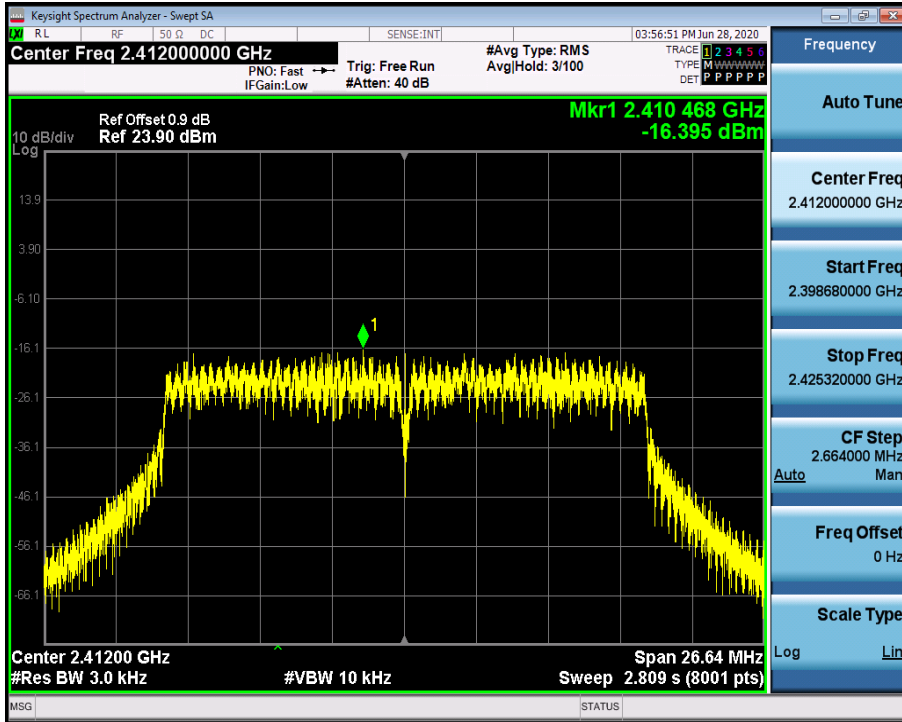 Keysight Spectrum Analyzer - Swept SA
LXI RL RF 50 Ω DC SENSE:INT 03:56:51 PM Jun 28, 2020
Center Freq 2.412000000 GHz
PNO: Fast
IFGain:Low
Trig: Free Run
#Atten: 40 dB
#Avg Type: RMS
Avg|Hold: 3/100
TRACE 1 2 3 4 5 6
TYPE M WWWWW
DET P P P P P P
Ref Offset 0.9 dB
10 dB/div Ref 23.90 dBm
Log
Mkr1 2.410 468 GHz
-16.395 dBm
13.9
3.90
-6.10
1
-16.1
-26.1
-36.1
-46.1
-56.1
-66.1
Center 2.41200 GHz Span 26.64 MHz
#Res BW 3.0 kHz #VBW 10 kHz Sweep 2.809 s (8001 pts)
MSG STATUS
Frequency
Auto Tune
Center Freq
2.412000000 GHz
Start Freq
2.398680000 GHz
Stop Freq
2.425320000 GHz
CF Step
2.664000 MHz
Auto Man
Freq Offset
0 Hz
Scale Type
Log Lin